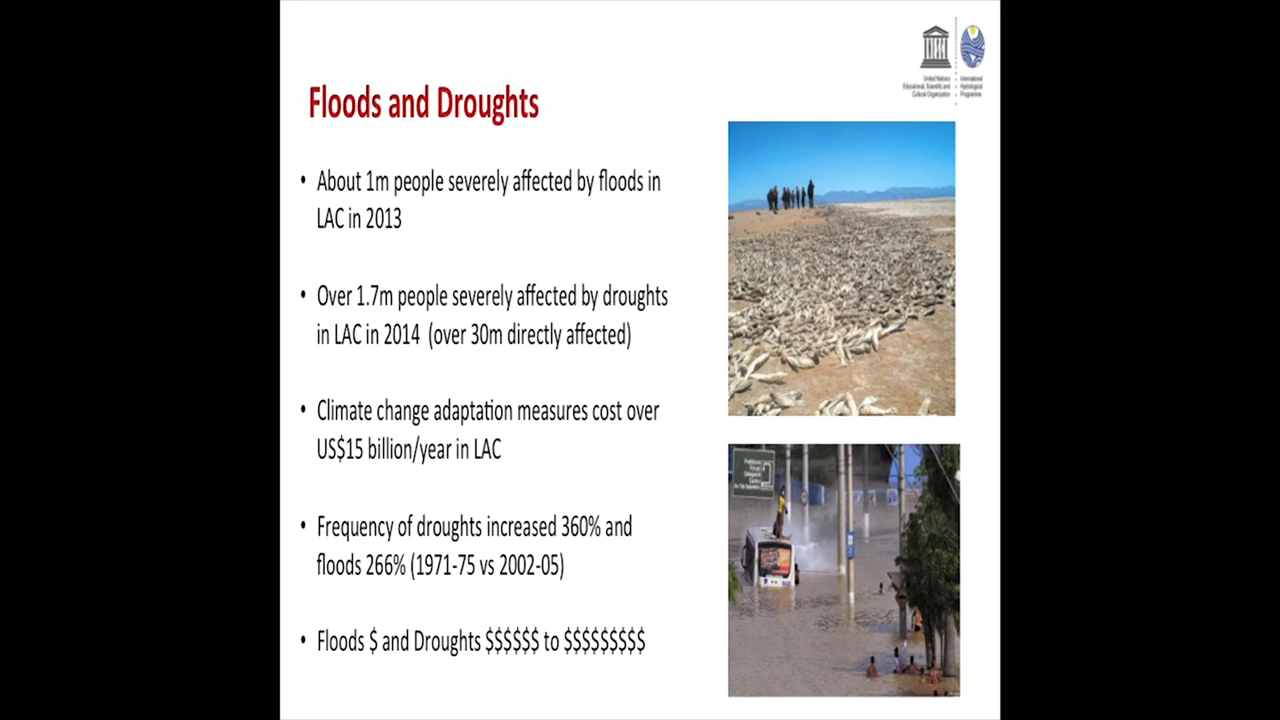 United Nations
Educational, Scientific and
Cultural Organization
International
Hydrological
Programme
Floods and Droughts
• About 1m people severely affected by floods in
LAC in 2013
• Over 1.7m people severely affected by droughts
in LAC in 2014 (over 30m directly affected)
• Climate change adaptation measures cost over
US$15 billion/year in LAC
• Frequency of droughts increased 360% and
floods 266% (1971-75 vs 2002-05)
• Floods $ and Droughts $$$$$$ to $$$$$$$$$